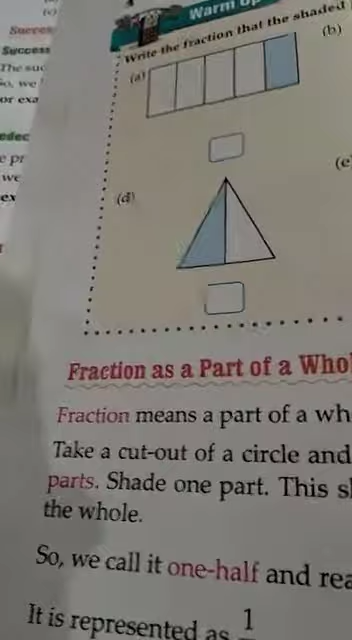 Warm Up
Write the fraction that the shaded
(a)
(b)
(d)
(e
Fraction as a Part of a Who
Fraction means a part of a wh
Take a cut-out of a circle and
parts. Shade one part. This s
the whole.
So, we call it one-half and rea
It is represented as 1
Succes
Success
The suc
So, we
or exa
edec
e pr
we
ex